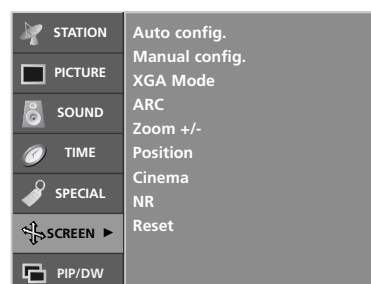 STATION
PICTURE
SOUND
TIME
SPECIAL
SCREEN ►
PIP/DW
Auto config.
Manual config.
XGA Mode
ARC
Zoom +/-
Position
Cinema
NR
Reset